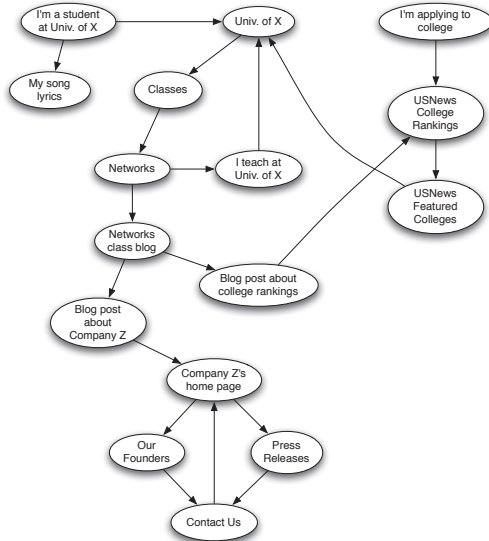 I'm a student
at Univ. of X
Univ. of X
I'm applying to
college
My song
lyrics
Classes
USNews
College
Rankings
Networks
I teach at
Univ. of X
USNews
Featured
Colleges
Networks
class blog
Blog post about
college rankings
Blog post
about
Company Z
Company Z's
home page
Our
Founders
Press
Releases
Contact Us